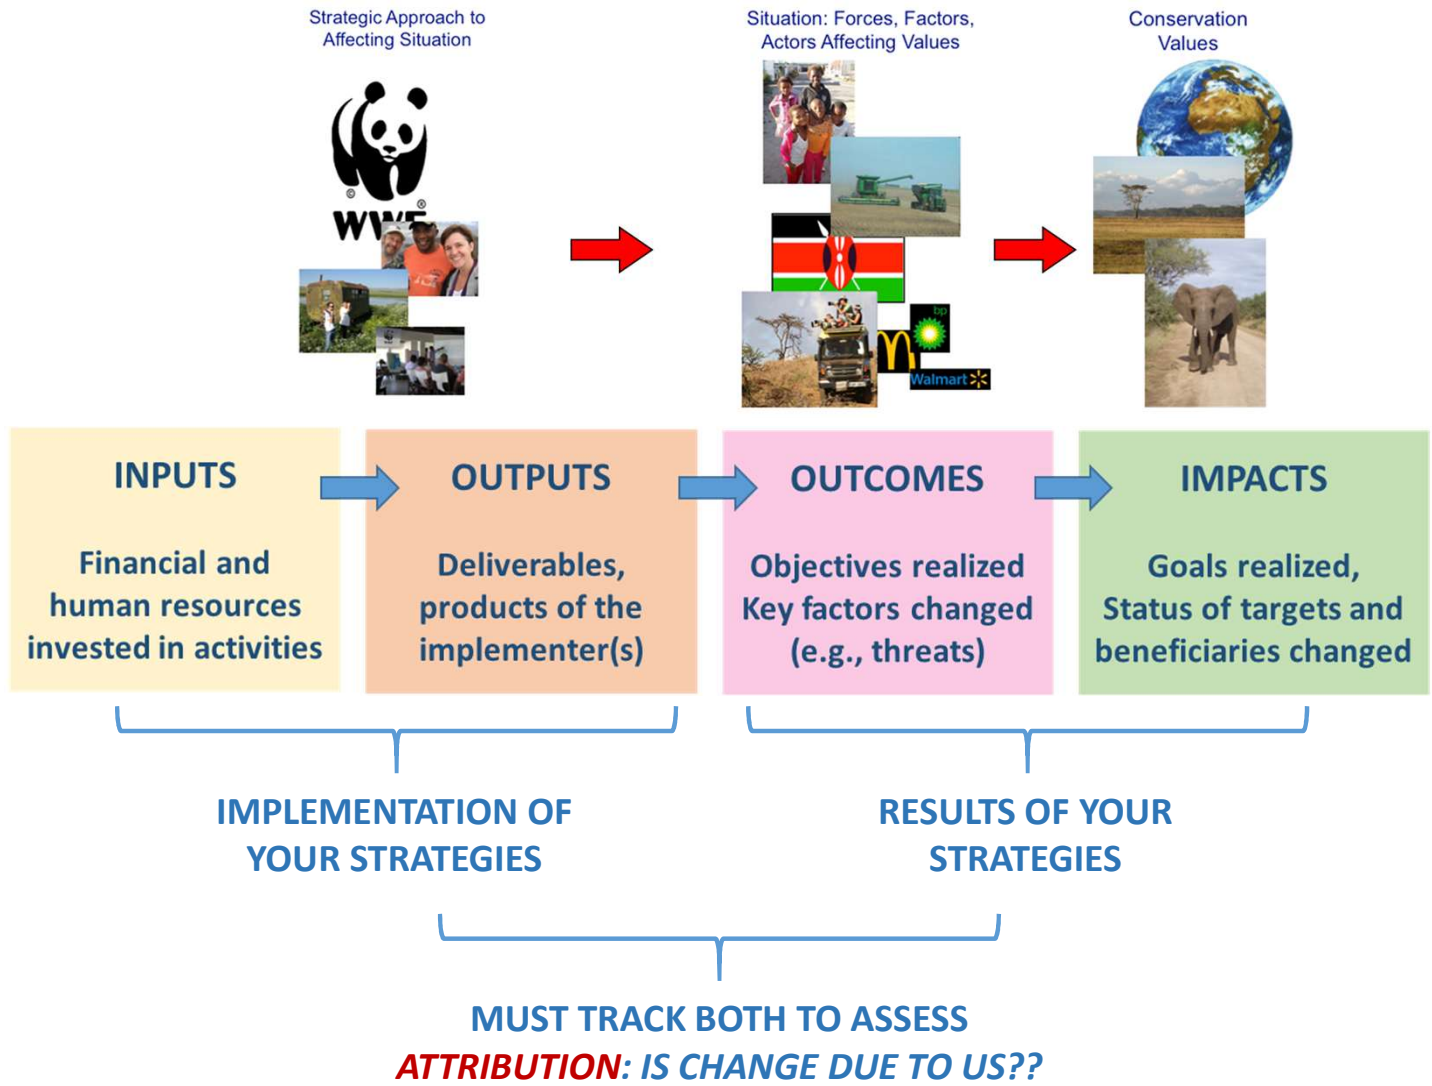 Strategic Approach to
Affecting Situation
Situation: Forces, Factors,
Actors Affecting Values
Conservation
Values
©
®
WWF
bp
Walmart
INPUTS
Financial and
human resources
invested in activities
OUTPUTS
Deliverables,
products of the
implementer(s)
OUTCOMES
Objectives realized
Key factors changed
(e.g., threats)
IMPACTS
Goals realized,
Status of targets and
beneficiaries changed
IMPLEMENTATION OF
YOUR STRATEGIES
RESULTS OF YOUR
STRATEGIES
MUST TRACK BOTH TO ASSESS
ATTRIBUTION: IS CHANGE DUE TO US??